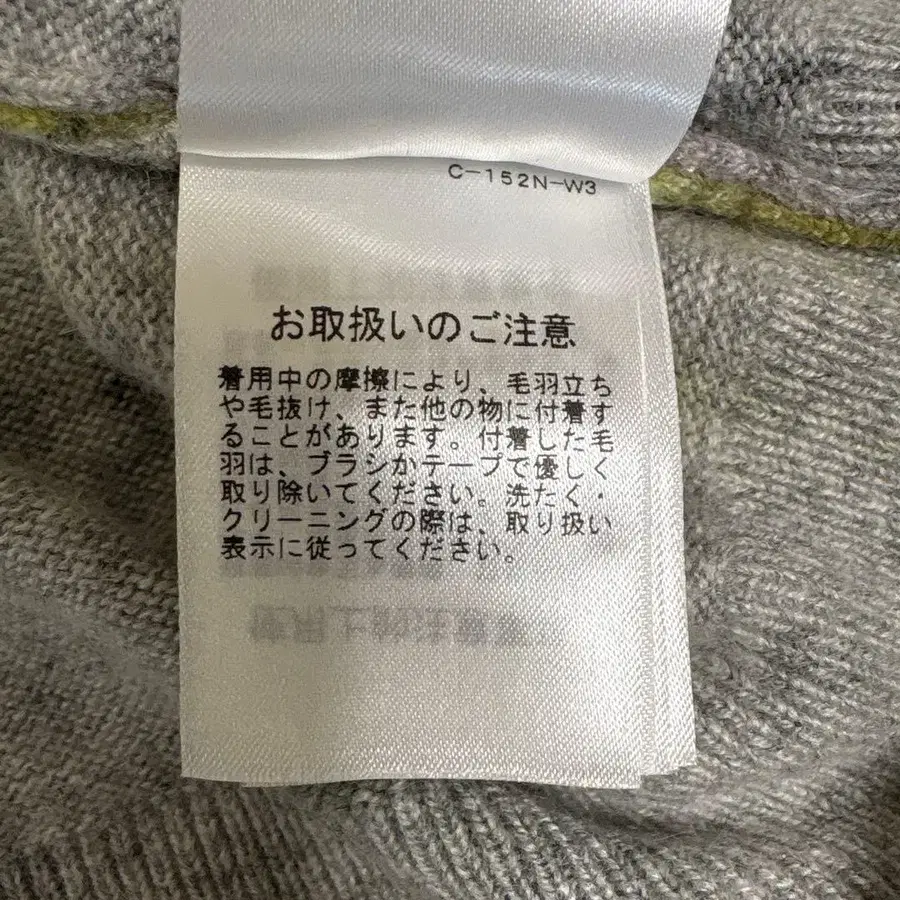 C-152N-W3
お取扱いのご注意
着用中の摩擦により、毛羽立ち
や毛抜け、また他の物に付着す
ることがあります。付着した毛
羽は、ブラシかテープで優しく
取り除いてください。洗たく・
クリーニングの際は、取り扱い
表示に従ってください。